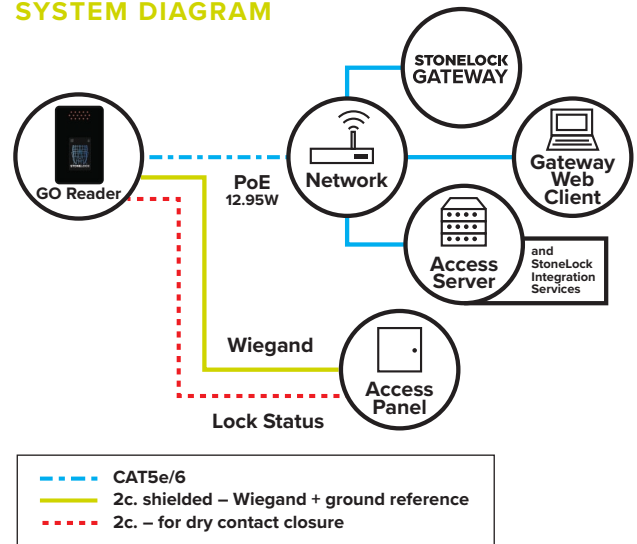 SYSTEM DIAGRAM
STONELOCK
GATEWAY
STONELOCK
GO Reader
PoE
12.95W
Network
Gateway
Web
Client
Access
Server
and
StoneLock
Integration
Services
Wiegand
Access
Panel
Lock Status
CAT5e/6
2c. shielded – Wiegand + ground reference
2c. – for dry contact closure